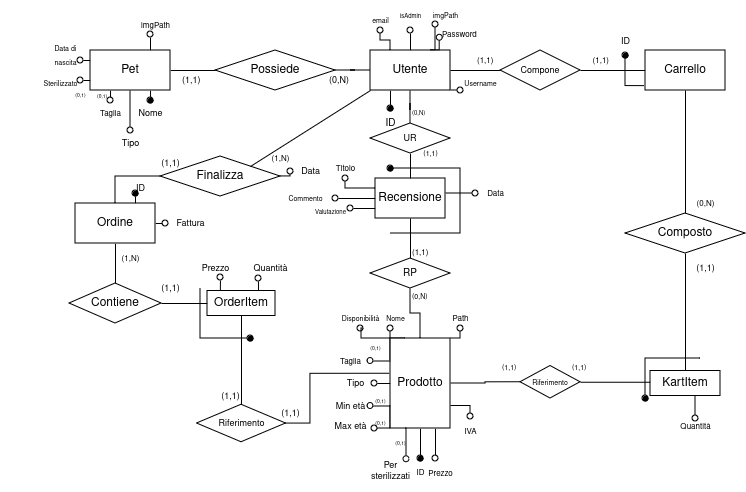 imgPath
email
isAdmin
imgPath
Password
Data di
nascita
Pet
Possiede
Utente
Compone
Carrello
ID
(1,1)
(0,N)
(1,1)
(1,1)
Sterilizzato
(0,1)
(0,1)
Taglia
Nome
Tipo
Username
ID
(0,N)
UR
(1,1)
(1,1)
(1,N)
Finalizza
Data
Titolo
Commento
Valutazione
Recensione
Data
ID
Ordine
Fattura
(0,N)
Composto
(1,1)
(1,N)
(1,1)
RP
(0,N)
Prezzo
Quantità
Contiene
(1,1)
OrderItem
Disponibilità
Nome
Path
(0,1)
Taglia
Tipo
Prodotto
(1,1)
Riferimento
(1,1)
KartItem
Quantità
Min età
(0,1)
Max età
(0,1)
IVA
(1,1)
Riferimento
(1,1)
(0,1)
Per
sterilizzati
ID
Prezzo